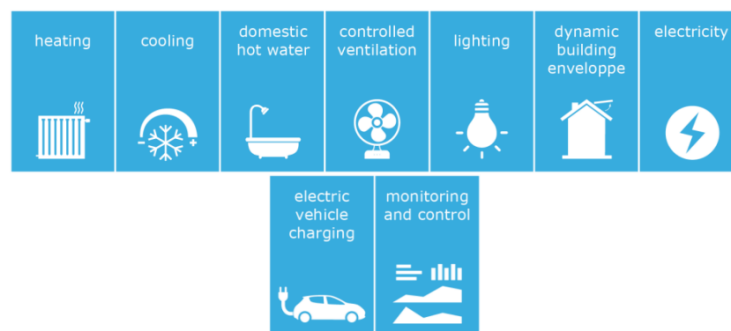 heating
cooling
domestic
hot water
controlled
ventilation
lighting
dynamic
building
enveloppe
electricity
electric
vehicle
charging
monitoring
and control